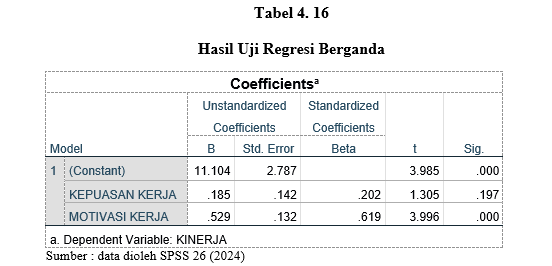 Tabel 4. 16
Hasil Uji Regresi Berganda
Coefficientsª
Unstandardized Coefficients Standardized Coefficients
Model B Std. Error Beta t Sig.
1 (Constant) 11.104 2.787 3.985 .000
KEPUASAN KERJA .185 .142 .202 1.305 .197
MOTIVASI KERJA .529 .132 .619 3.996 .000
a. Dependent Variable: KINERJA
Sumber : data dioleh SPSS 26 (2024)